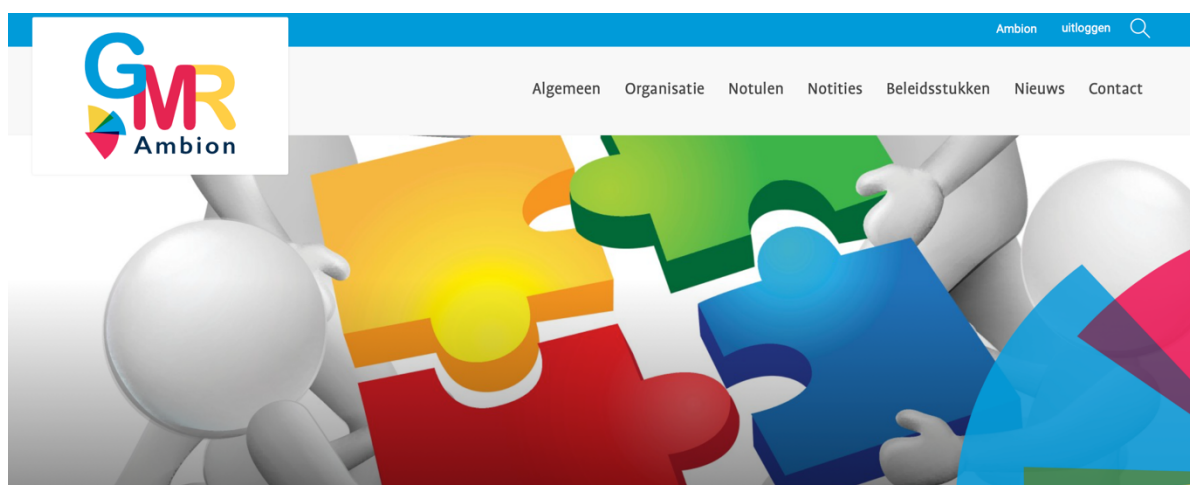 Ambion uitloggen
GMR
Ambion
Algemeen Organisatie Notulen Notities Beleidsstukken Nieuws Contact